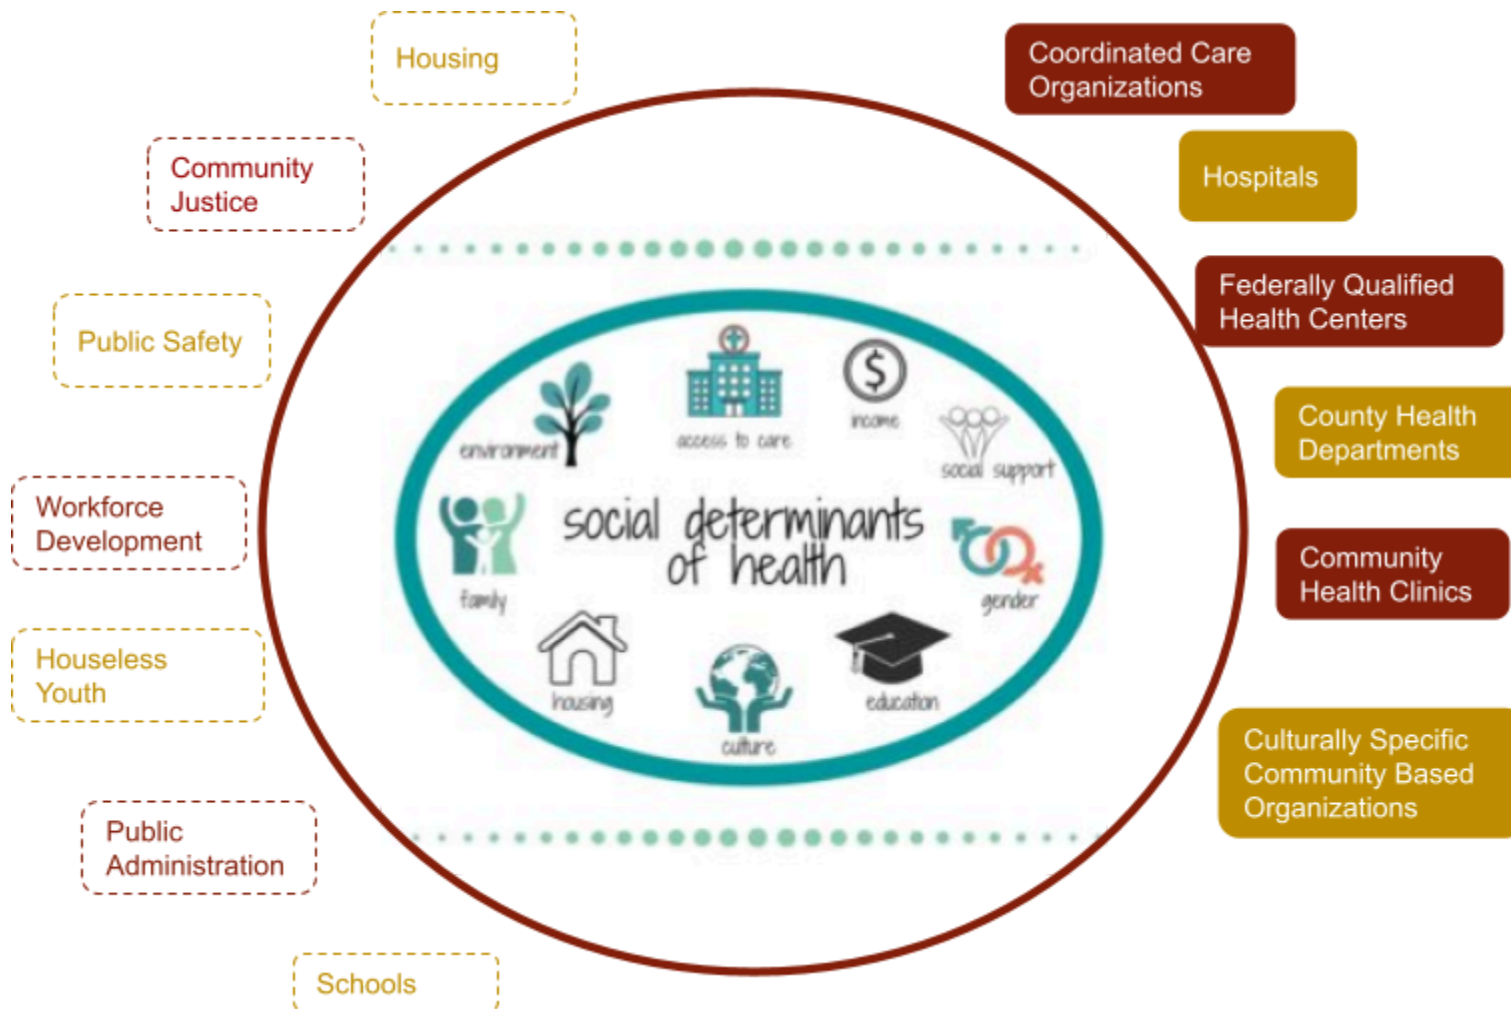 Housing
Community
Justice
Public Safety
Workforce
Development
Houseless
Youth
Public
Administration
Schools
environment
access to care
income
social support
family
social determinants
of health
gender
housing
culture
education
Coordinated Care
Organizations
Hospitals
Federally Qualified
Health Centers
County Health
Departments
Community
Health Clinics
Culturally Specific
Community Based
Organizations